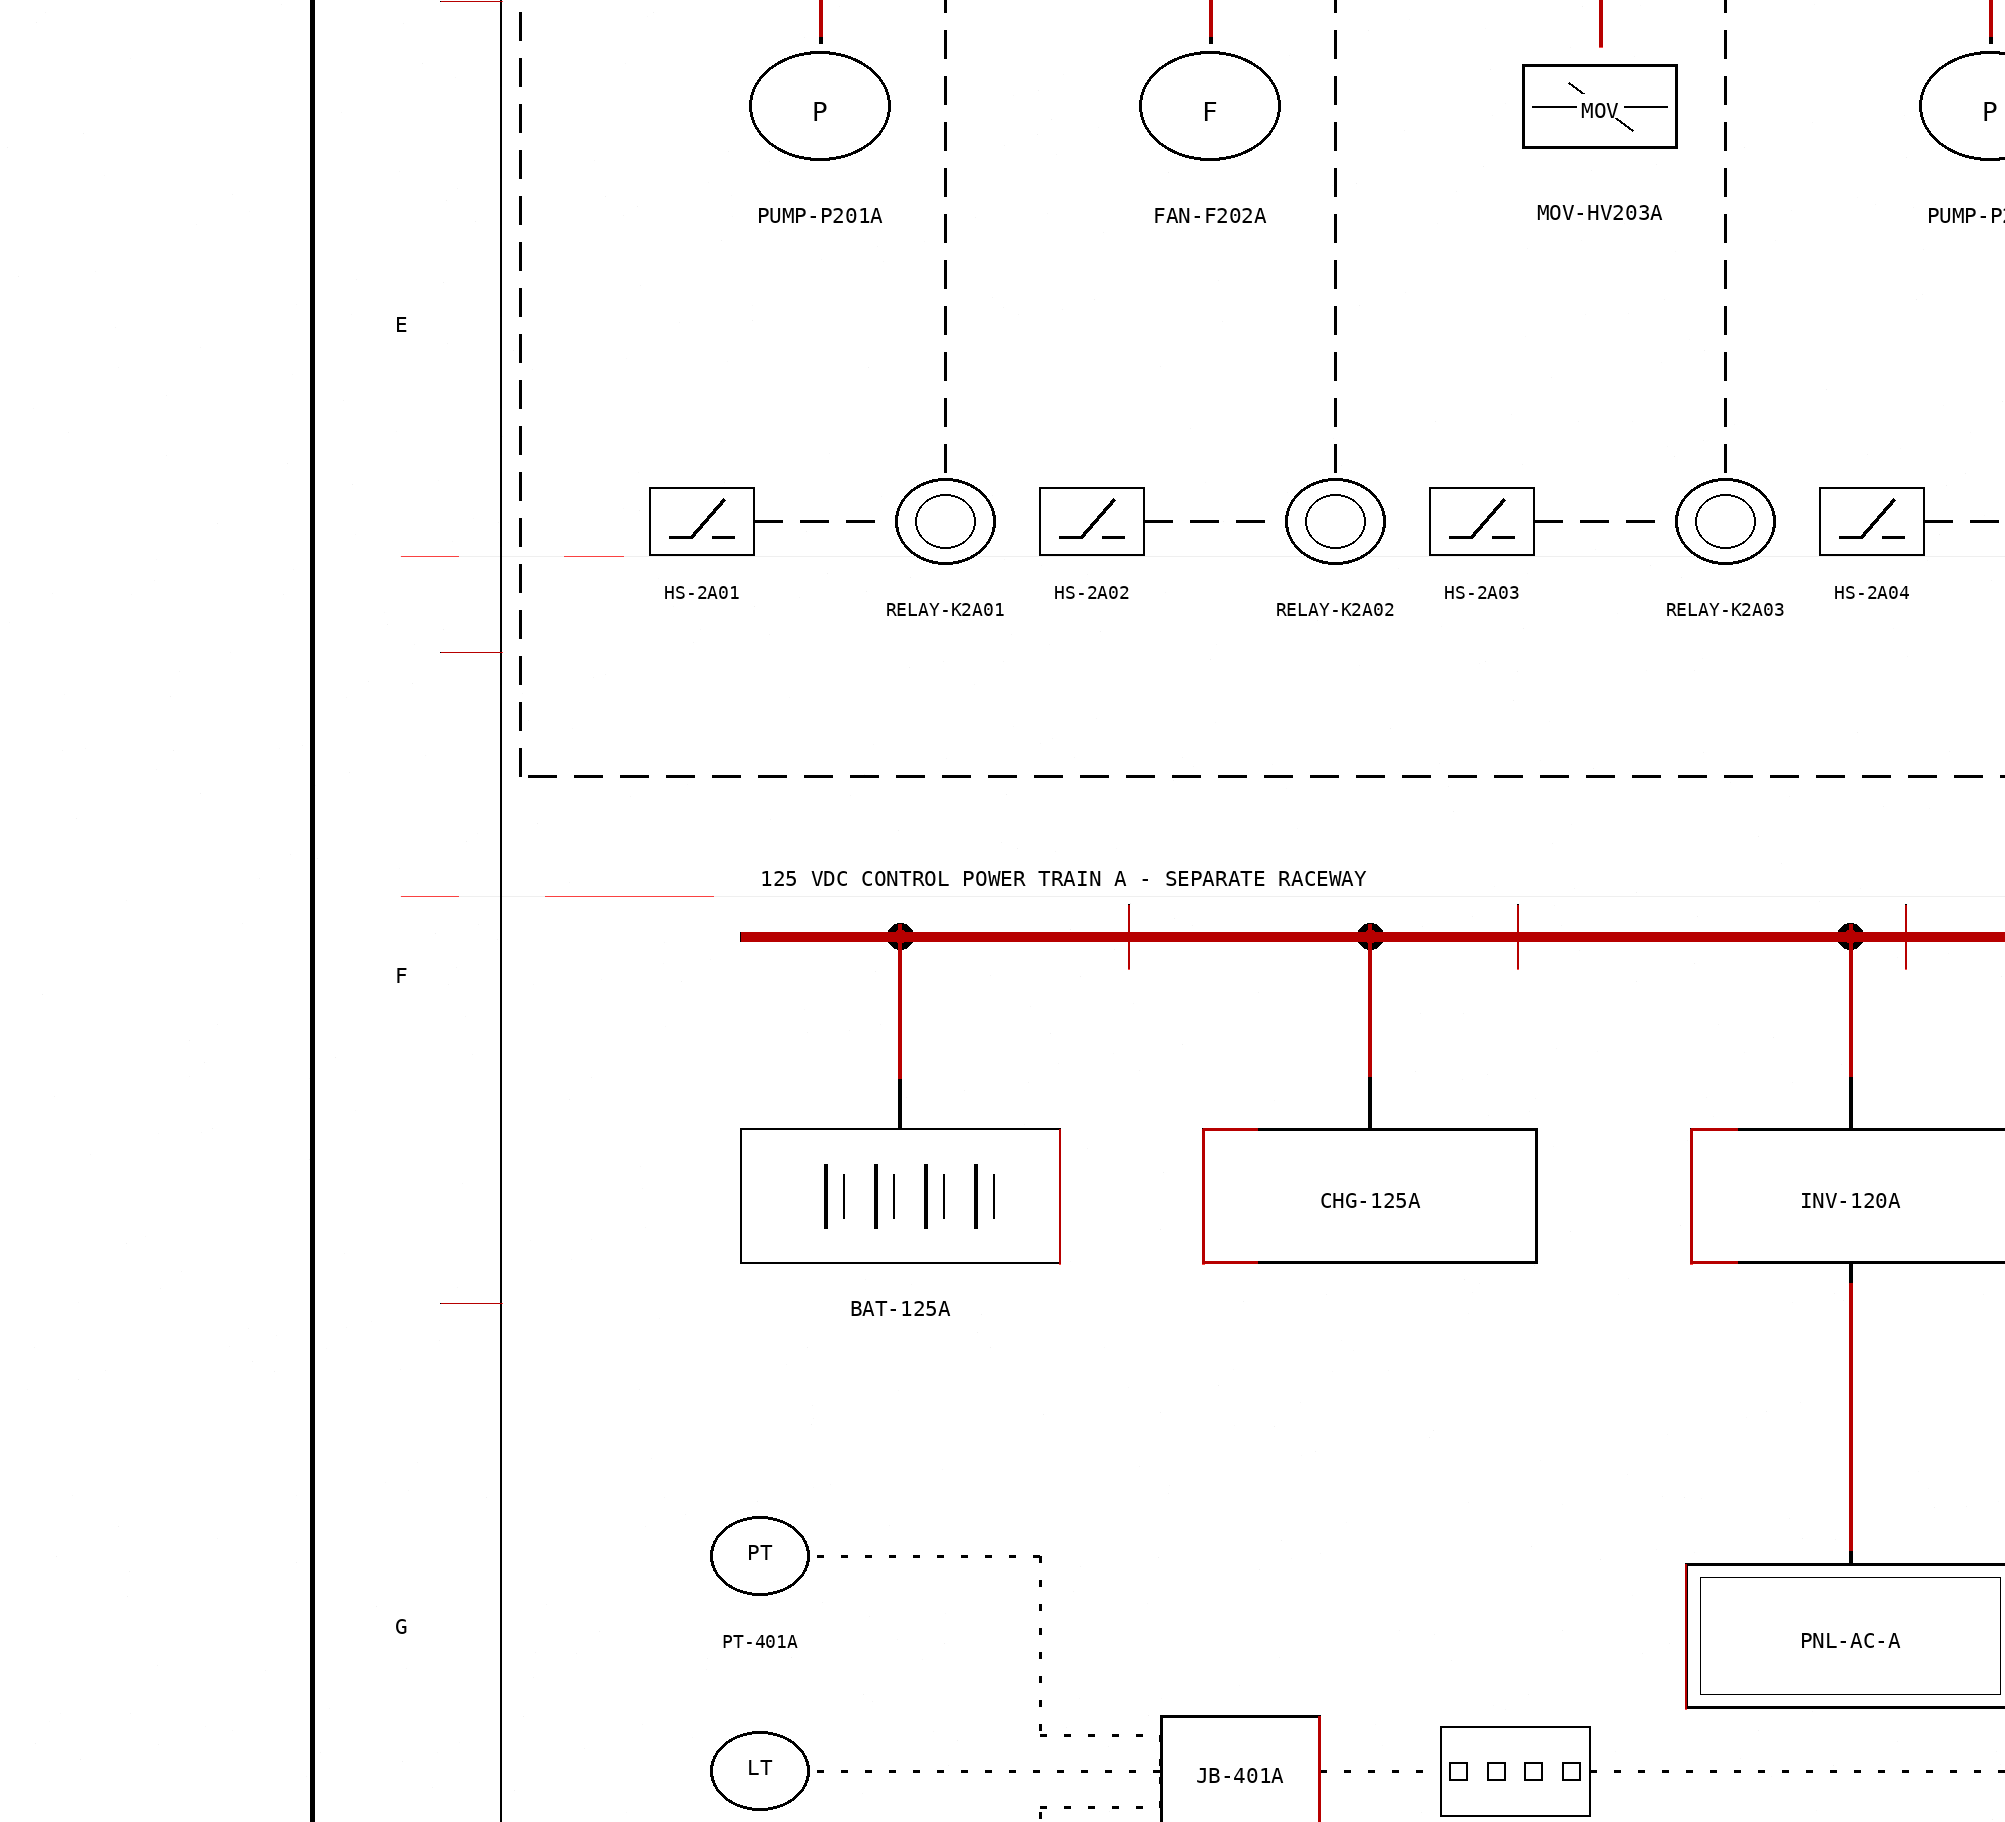 P
F
MOV
P
PUMP-P201A
FAN-F202A
MOV-HV203A
PUMP-P
E
HS-2A01
RELAY-K2A01
HS-2A02
RELAY-K2A02
HS-2A03
RELAY-K2A03
HS-2A04
125 VDC CONTROL POWER TRAIN A - SEPARATE RACEWAY
F
CHG-125A
INV-120A
BAT-125A
PT
G
PT-401A
PNL-AC-A
LT
JB-401A